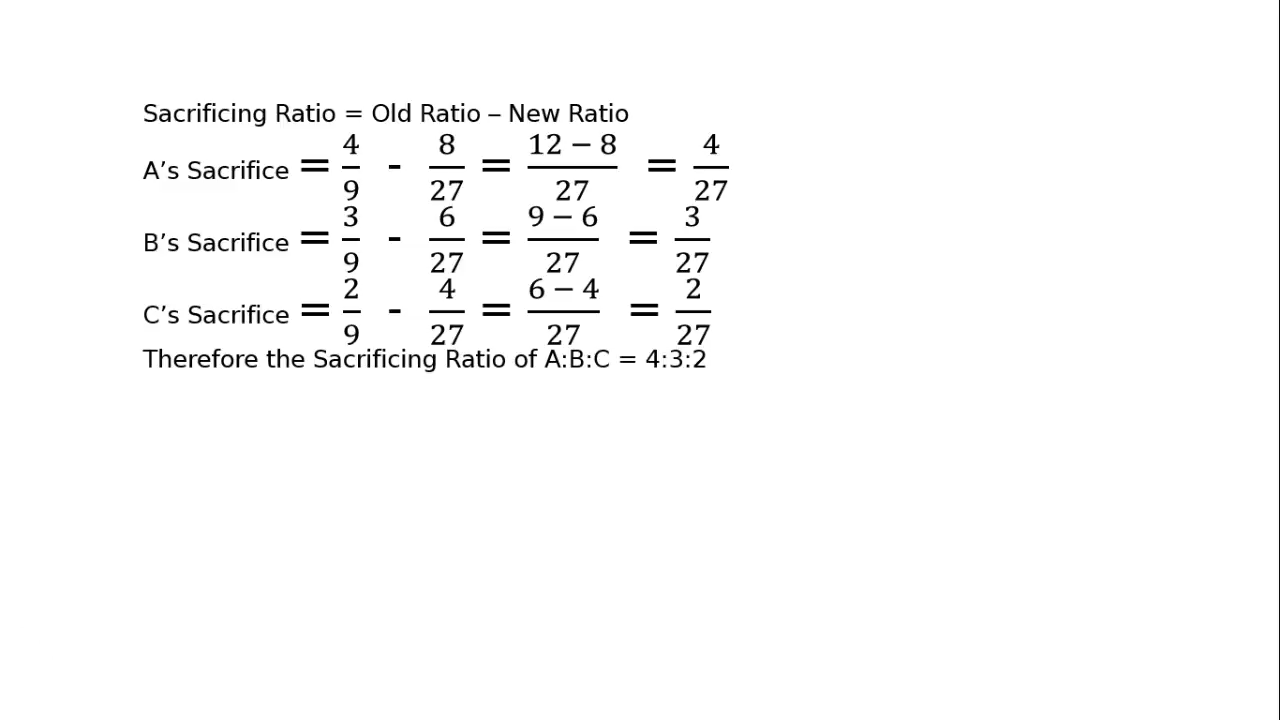 Sacrificing Ratio = Old Ratio – New Ratio
A’s Sacrifice = 4/9 - 8/27 = 12 − 8/27 = 4/27
B’s Sacrifice = 3/9 - 6/27 = 9 − 6/27 = 3/27
C’s Sacrifice = 2/9 - 4/27 = 6 − 4/27 = 2/27
Therefore the Sacrificing Ratio of A:B:C = 4:3:2